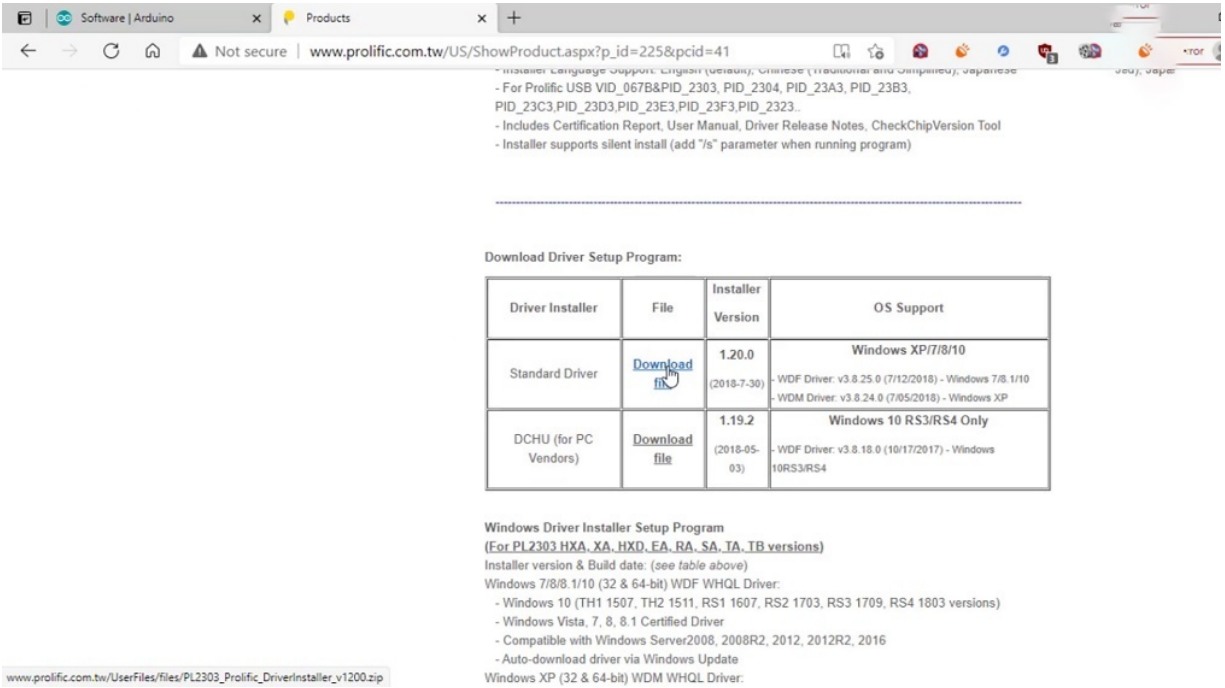 Software | Arduino
Products
Not secure
www.prolific.com.tw/US/ShowProduct.aspx?p_id=225&pcid=41
- Installer Language Support: English (default), Chinese (Traditional and Simplified), Japanese
- For Prolific USB VID_067B&PID_2303, PID_2304, PID_23A3, PID_23B3,
PID_23C3,PID_23D3,PID_23E3,PID_23F3,PID_2323..
- Includes Certification Report, User Manual, Driver Release Notes, CheckChipVersion Tool
- Installer supports silent install (add "/s" parameter when running program)
Download Driver Setup Program:
Driver Installer
File
Installer
Version
OS Support
Standard Driver
Download
file
1.20.0
(2018-7-30)
Windows XP/7/8/10
- WDF Driver: v3.8.25.0 (7/12/2018) - Windows 7/8.1/10
- WDM Driver: v3.8.24.0 (7/05/2018) - Windows XP
DCHU (for PC
Vendors)
Download
file
1.19.2
(2018-05-
03)
Windows 10 RS3/RS4 Only
- WDF Driver: v3.8.18.0 (10/17/2017) - Windows
10RS3/RS4
Windows Driver Installer Setup Program
(For PL2303 HXA, XA, HXD, EA, RA, SA, TA, TB versions)
Installer version & Build date: (see table above)
Windows 7/8/8.1/10 (32 & 64-bit) WDF WHQL Driver:
- Windows 10 (TH1 1507, TH2 1511, RS1 1607, RS2 1703, RS3 1709, RS4 1803 versions)
- Windows Vista, 7, 8, 8.1 Certified Driver
- Compatible with Windows Server2008, 2008R2, 2012, 2012R2, 2016
- Auto-download driver via Windows Update
Windows XP (32 & 64-bit) WDM WHQL Driver:
www.prolific.com.tw/UserFiles/files/PL2303_Prolific_DriverInstaller_v1200.zip